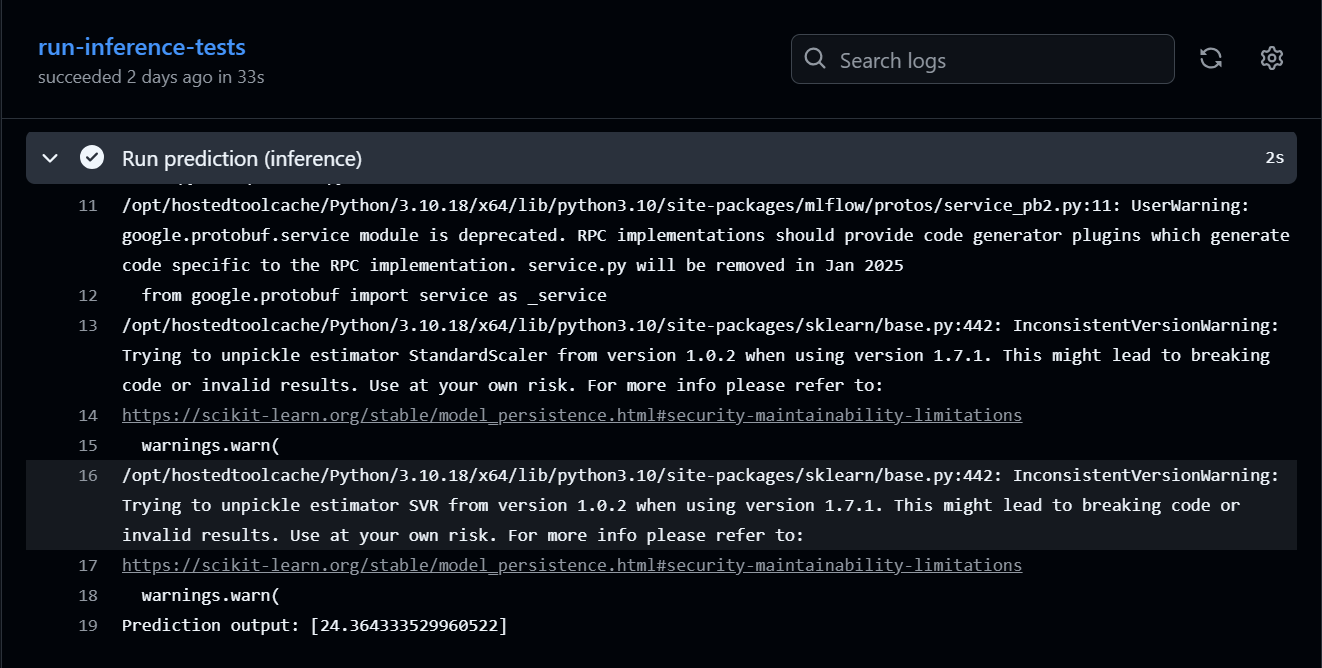 run-inference-tests
succeeded 2 days ago in 33s
Search logs
Run prediction (inference)
2s
11 /opt/hostedtoolcache/Python/3.10.18/x64/lib/python3.10/site-packages/mlflow/protos/service_pb2.py:11: UserWarning:
google.protobuf.service module is deprecated. RPC implementations should provide code generator plugins which generate
code specific to the RPC implementation. service.py will be removed in Jan 2025
12 from google.protobuf import service as _service
13 /opt/hostedtoolcache/Python/3.10.18/x64/lib/python3.10/site-packages/sklearn/base.py:442: InconsistentVersionWarning:
Trying to unpickle estimator StandardScaler from version 1.0.2 when using version 1.7.1. This might lead to breaking
code or invalid results. Use at your own risk. For more info please refer to:
14 https://scikit-learn.org/stable/model_persistence.html#security-maintainability-limitations
15 warnings.warn(
16 /opt/hostedtoolcache/Python/3.10.18/x64/lib/python3.10/site-packages/sklearn/base.py:442: InconsistentVersionWarning:
Trying to unpickle estimator SVR from version 1.0.2 when using version 1.7.1. This might lead to breaking code or
invalid results. Use at your own risk. For more info please refer to:
17 https://scikit-learn.org/stable/model_persistence.html#security-maintainability-limitations
18 warnings.warn(
19 Prediction output: [24.364333529960522]